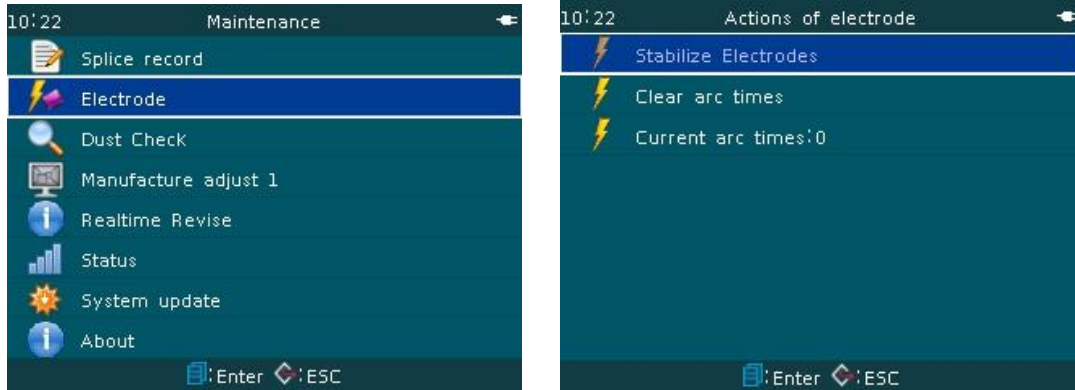 10:22 Maintenance
Splice record
Electrode
Dust Check
Manufacture adjust 1
Realtime Revise
Status
System update
About
:Enter :ESC
10:22 Actions of electrode
Stabilize Electrodes
Clear arc times
Current arc times:0
:Enter :ESC